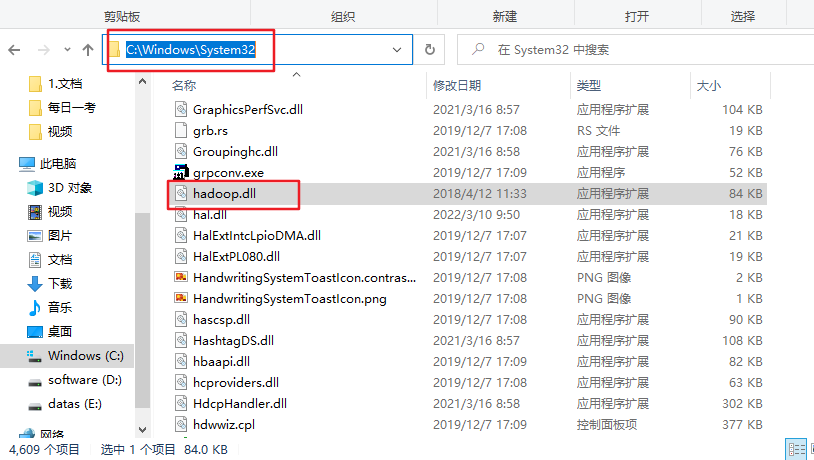 剪贴板 组织 新建 打开 选择
C:\Windows\System32 在 System32 中搜索
名称 修改日期 类型 大小
1.文档
每日一考
视频
此电脑
3D 对象
视频
图片
文档
下载
音乐
桌面
Windows (C:)
software (D:)
datas (E:)
网络
GraphicsPerfSvc.dll 2021/3/16 8:57 应用程序扩展 104 KB
grb.rs 2019/12/7 17:08 RS 文件 19 KB
Groupinghc.dll 2021/3/16 8:58 应用程序扩展 76 KB
grpconv.exe 2019/12/7 17:08 应用程序 52 KB
hadoop.dll 2018/4/12 11:33 应用程序扩展 84 KB
hal.dll 2022/3/10 9:50 应用程序扩展 18 KB
HalExtIntcLpioDMA.dll 2019/12/7 17:07 应用程序扩展 21 KB
HalExtPL080.dll 2019/12/7 17:07 应用程序扩展 19 KB
HandwritingSystemToastIcon.contras... 2019/12/7 17:08 PNG 图像 2 KB
HandwritingSystemToastIcon.png 2019/12/7 17:08 PNG 图像 1 KB
hascsp.dll 2019/12/7 17:08 应用程序扩展 90 KB
HashtagDS.dll 2021/3/16 8:58 应用程序扩展 108 KB
hbaapi.dll 2019/12/7 17:09 应用程序扩展 82 KB
hcproviders.dll 2019/12/7 17:09 应用程序扩展 63 KB
HdcpHandler.dll 2021/3/16 8:58 应用程序扩展 302 KB
hdwwiz.cpl 2019/12/7 17:09 控制面板项 377 KB
4,609 个项目 选中 1 个项目 84.0 KB